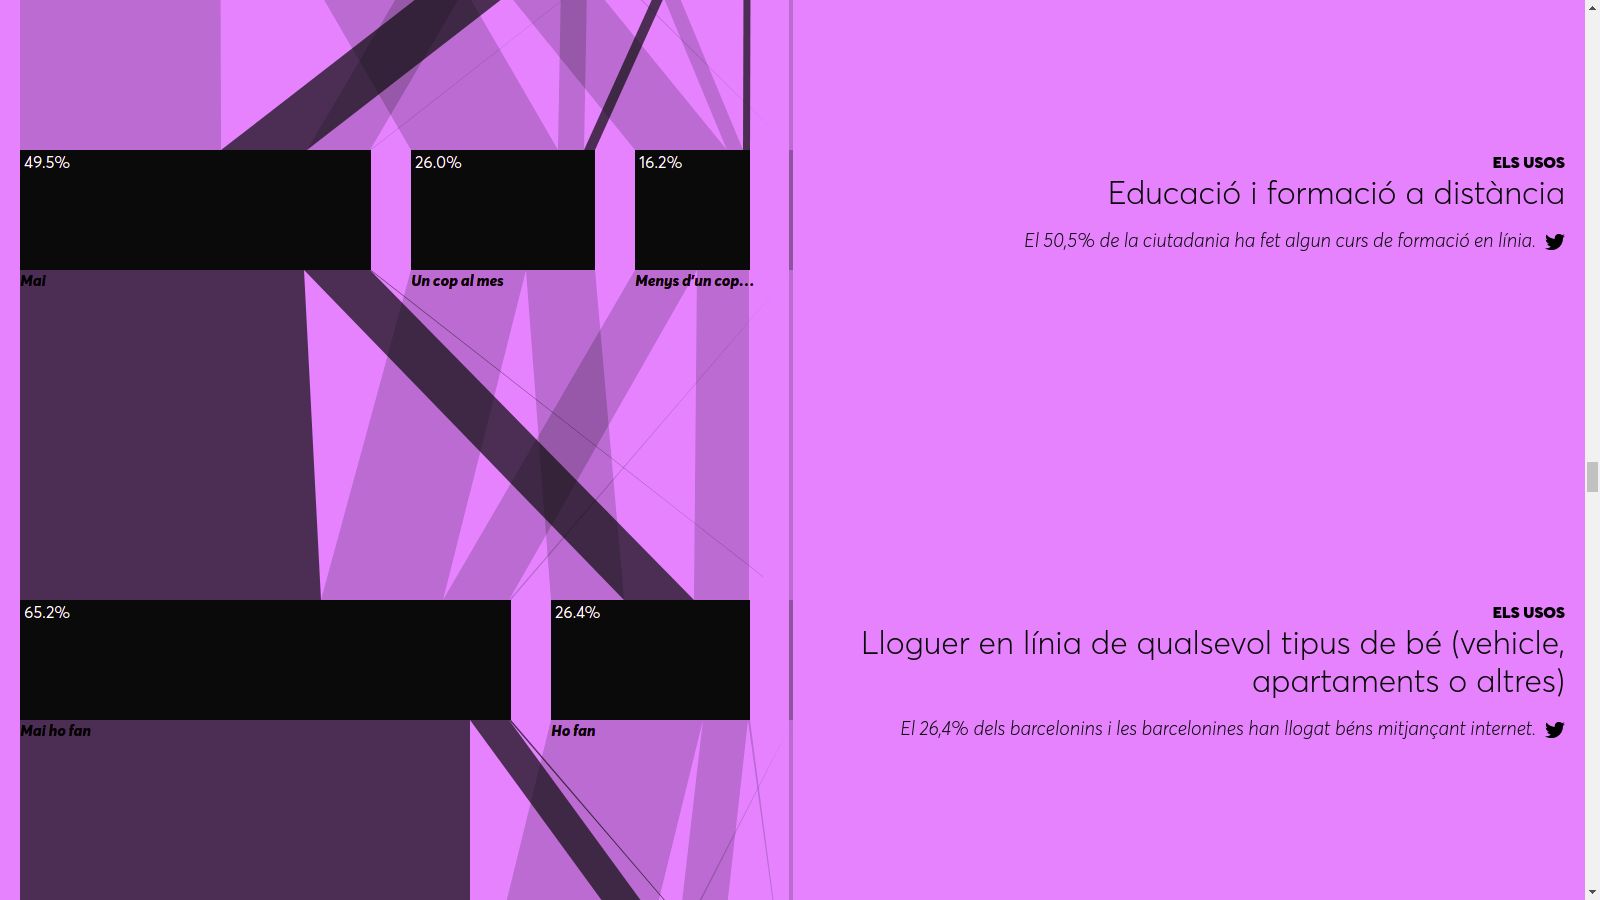 49.5%
26.0%
16.2%
Mai
Un cop al mes
Menys d'un cop…
ELS USOS
Educació i formació a distància
El 50,5% de la ciutadania ha fet algun curs de formació en línia.
65.2%
26.4%
Mai ho fan
Ho fan
ELS USOS
Lloguer en línia de qualsevol tipus de bé (vehicle,
apartaments o altres)
El 26,4% dels barcelonins i les barcelonines han llogat béns mitjançant internet.